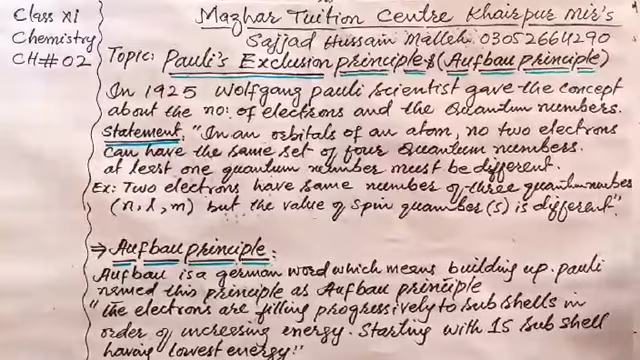 Class XI
Chemistry
CH#02
Mazhar Tuition Centre Khairpur Mir's
Sajjad Hussain Malleh 03052664290
Topic: Pauli's Exclusion principle & (Aufbau principle)
In 1925 Wolfgang pauli scientist gave the concept
about the no: of electrons and the Quantum numbers.
Statement: "In an orbitals of an atom, no two electrons
Can have the same set of four Quantum numbers.
at least one quantum number must be different.
Ex: Two electrons have same number of three quantum number
(n, l, m) but the value of spin quamber (s) is different".
⇒ Aufbau principle:
Aufbau is a german word which means building up. pauli
named this principle as Aufbau principle
"the electrons are filling progressively to sub shells in
order of increasing energy. Starting with 1S sub shell
having lowest energy."